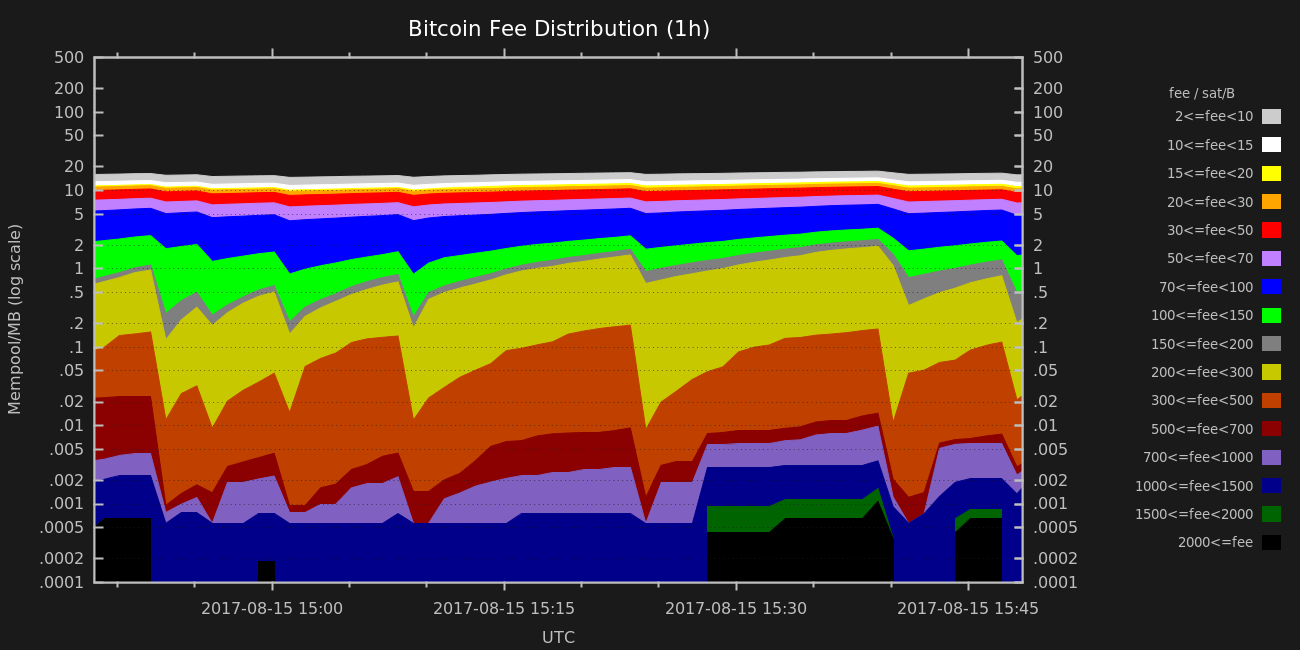 Bitcoin Fee Distribution (1h)
Mempool/MB (log scale)
500
200
100
50
20
10
5
2
1
.5
.2
.1
.05
.02
.01
.005
.002
.001
.0005
.0002
.0001
500
200
100
50
20
10
5
2
1
.5
.2
.1
.05
.02
.01
.005
.002
.001
.0005
.0002
.0001
fee / sat/B
2<=fee<10
10<=fee<15
15<=fee<20
20<=fee<30
30<=fee<50
50<=fee<70
70<=fee<100
100<=fee<150
150<=fee<200
200<=fee<300
300<=fee<500
500<=fee<700
700<=fee<1000
1000<=fee<1500
1500<=fee<2000
2000<=fee
2017-08-15 15:00
2017-08-15 15:15
2017-08-15 15:30
2017-08-15 15:45
UTC